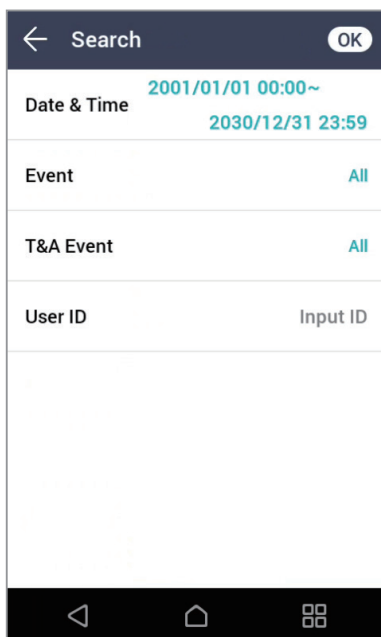 Search OK
Date & Time 2001/01/01 00:00~
2030/12/31 23:59
Event All
T&A Event All
User ID Input ID